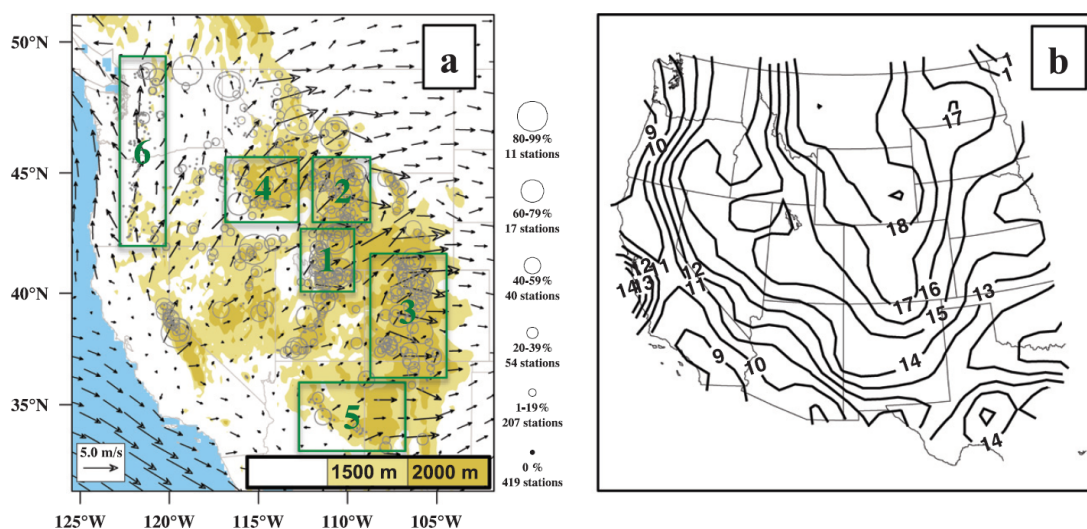 a
50°N
45°N
40°N
35°N
125°W
120°W
115°W
110°W
105°W
6
4
2
1
3
5
5.0 m/s
1500 m
2000 m
80-99%
11 stations
60-79%
17 stations
40-59%
40 stations
20-39%
54 stations
1-19%
207 stations
0 %
419 stations
b
1
1
17
9
10
18
12
11
13
14
12
11
16
17
15
13
14
9
10
14